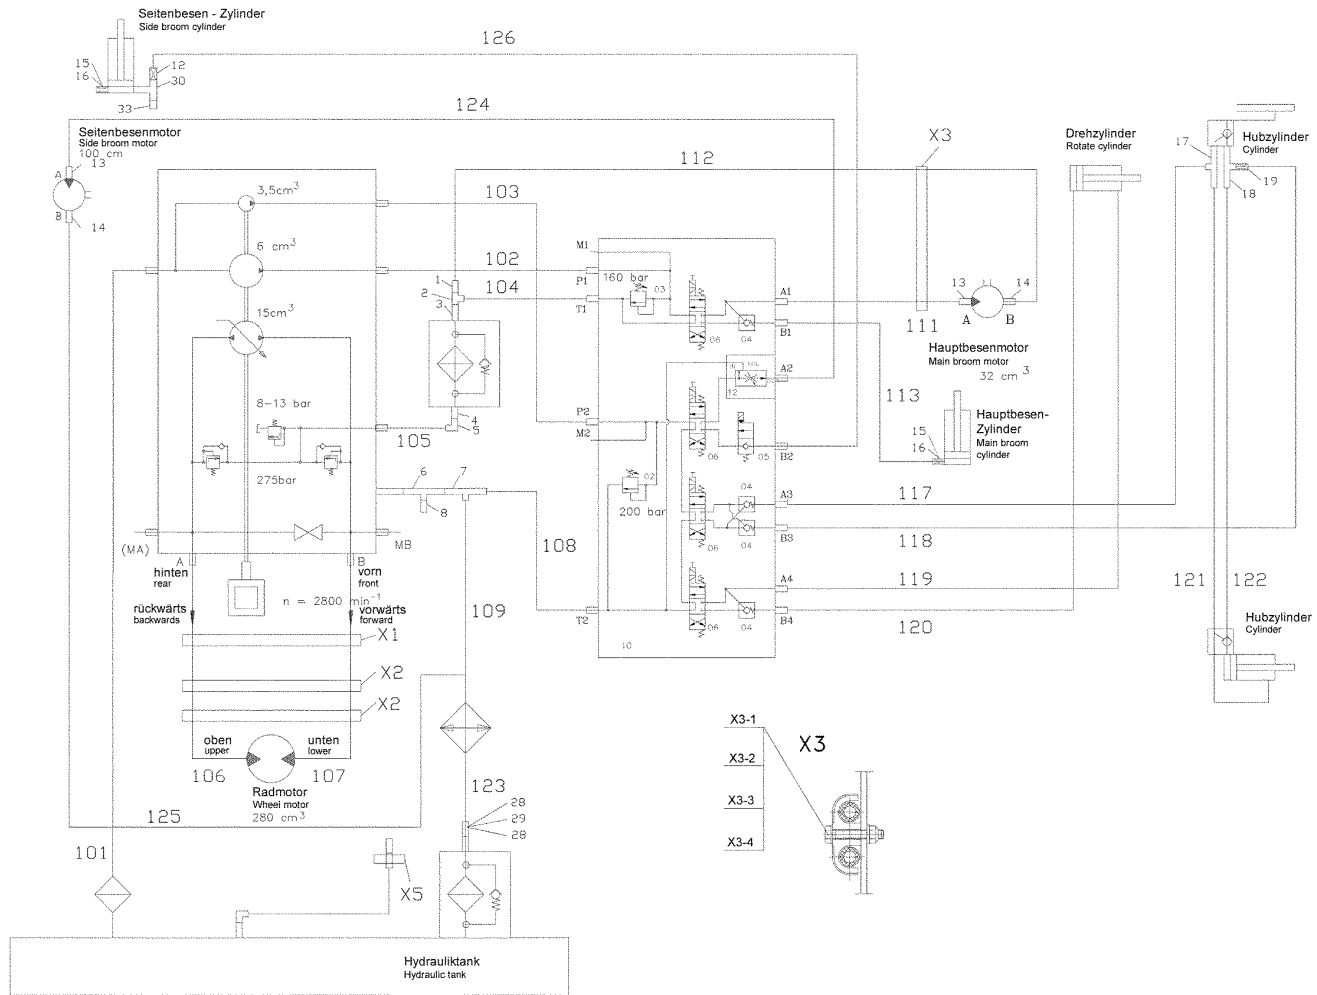 Seitenbesen - Zylinder
Side broom cylinder
126
15
16
12
30
33
124
Seitenbesenmotor
Side broom motor
100 cm
13
A
B
14
3,5cm³
6 cm³
15cm³
8-13 bar
275bar
(MA)
A
B
MB
hinten
rear
vorn
front
n = 2800 min⁻¹
rückwärts
backwards
vorwärts
forward
X1
X2
X2
oben
upper
unten
lower
106
107
Radmotor
Wheel motor
280 cm³
125
101
112
103
102
104
1
2
3
4
5
105
6
7
8
108
109
123
28
29
28
X5
Hydrauliktank
Hydraulic tank
M1
P1
160 bar
03
T1
06
04
A1
B1
A2
12
P2
M2
06
05
B2
02
200 bar
04
A3
06
04
B3
A4
T2
06
04
B4
10
X3
13
14
A
B
111
Hauptbesenmotor
Main broom motor
32 cm³
113
15
16
Hauptbesen-
Zylinder
Main broom
cylinder
117
118
119
120
Drehzylinder
Rotate cylinder
17
Hubzylinder
Cylinder
19
18
121
122
Hubzylinder
Cylinder
X3-1
X3-2
X3-3
X3-4
X3